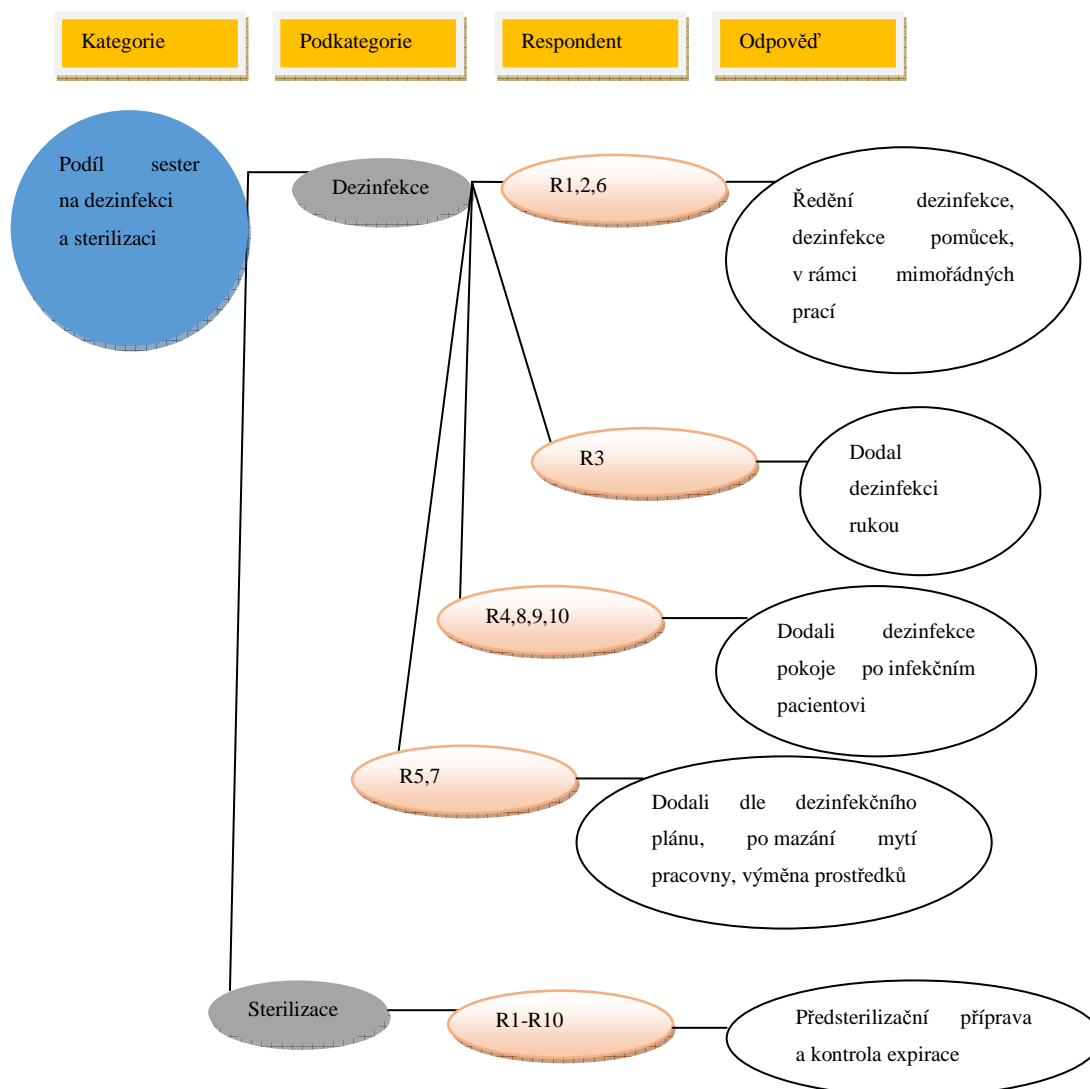 Kategorie
Podkategorie
Respondent
Odpověď
Podíl sester
na dezinfekci
a sterilizaci
Dezinfekce
R1,2,6
Ředění dezinfekce,
dezinfekce pomůcek,
v rámci mimořádných
prací
R3
Dodal
dezinfekci
rukou
R4,8,9,10
Dodali dezinfekce
pokoje po infekčním
pacientovi
R5,7
Dodali dle dezinfekčního
plánu, po mazání mytí
pracovny, výměna prostředků
Sterilizace
R1-R10
Předsterilizační příprava
a kontrola expirace